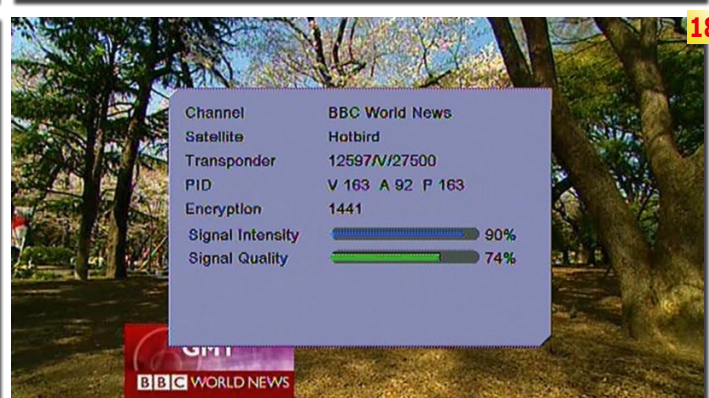 18
Channel BBC World News
Satellite Hotbird
Transponder 12597/V/27500
PID V 163 A 92 P 163
Encryption 1441
Signal Intensity 90%
Signal Quality 74%
GMT
BBC WORLD NEWS